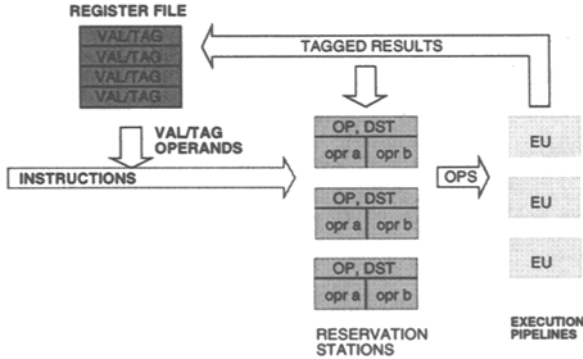 REGISTER FILE
VAL/TAG
VAL/TAG
VAL/TAG
VAL/TAG
TAGGED RESULTS
VAL/TAG
OPERANDS
INSTRUCTIONS
OP, DST
opr a opr b
OP, DST
opr a opr b
OP, DST
opr a opr b
OPS
EU
EU
EU
RESERVATION
STATIONS
EXECUTION
PIPELINES